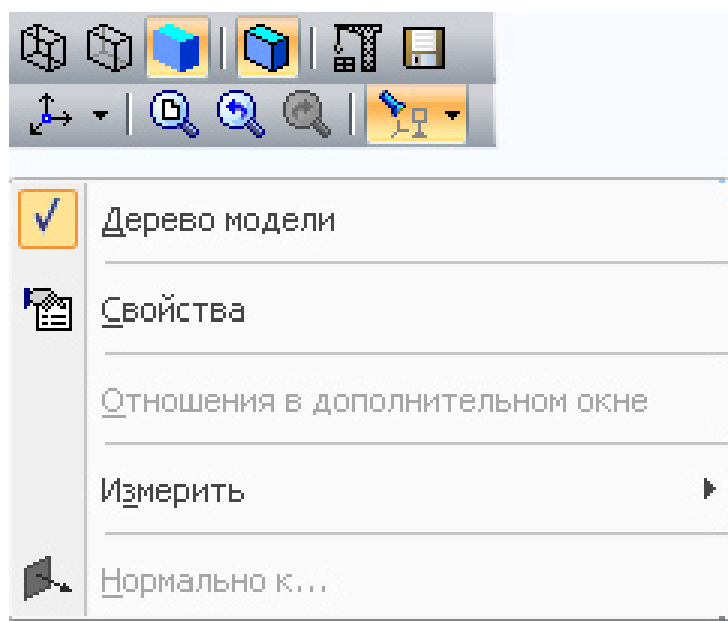 Дерево модели
Свойства
Отношения в дополнительном окне
Измерить
Нормально к...